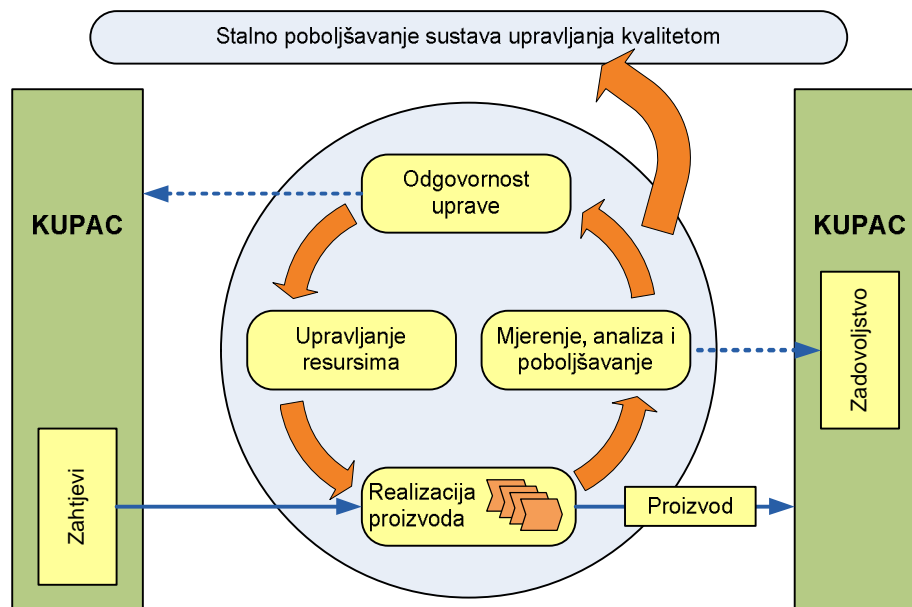 Stalno poboljšavanje sustava upravljanja kvalitetom
KUPAC
Zahtjevi
Odgovornost
uprave
Upravljanje
resursima
Mjerenje, analiza i
poboljšavanje
Realizacija
proizvoda
Proizvod
KUPAC
Zadovoljstvo